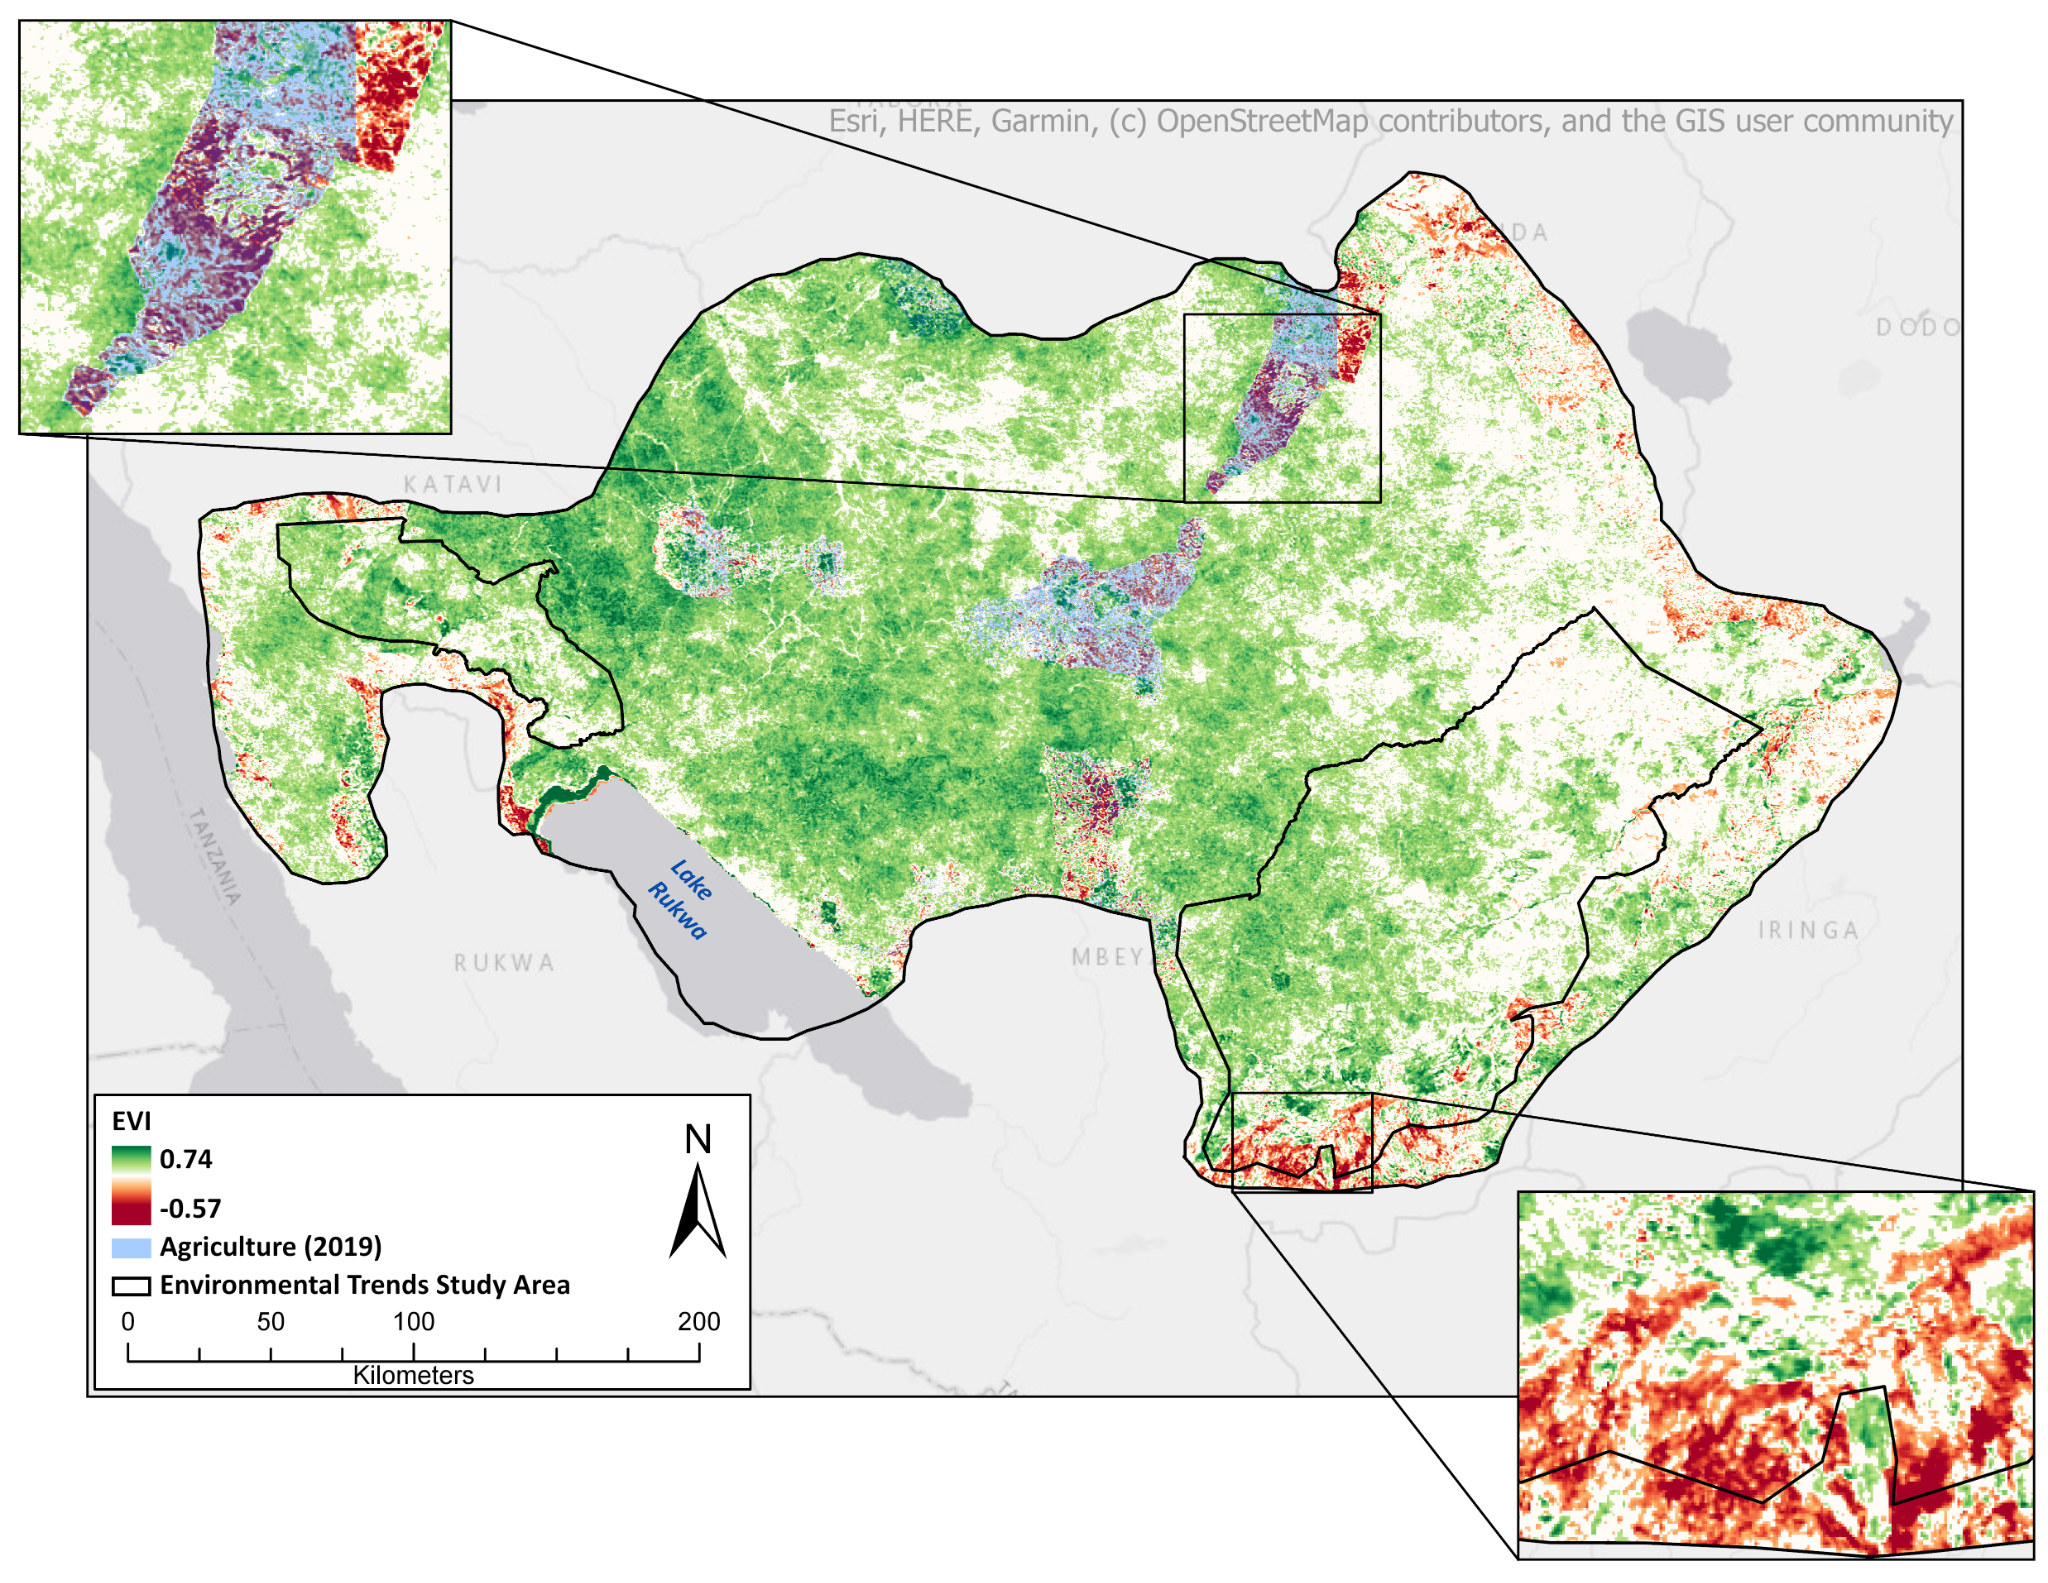 Esri, HERE, Garmin, (c) OpenStreetMap contributors, and the GIS user community
DODO
KATAVI
TANZANIA
Lake
Rukwa
RUKWA
MBEY
IRINGA
EVI
0.74
-0.57
Agriculture (2019)
Environmental Trends Study Area
N
0 50 100 200
Kilometers